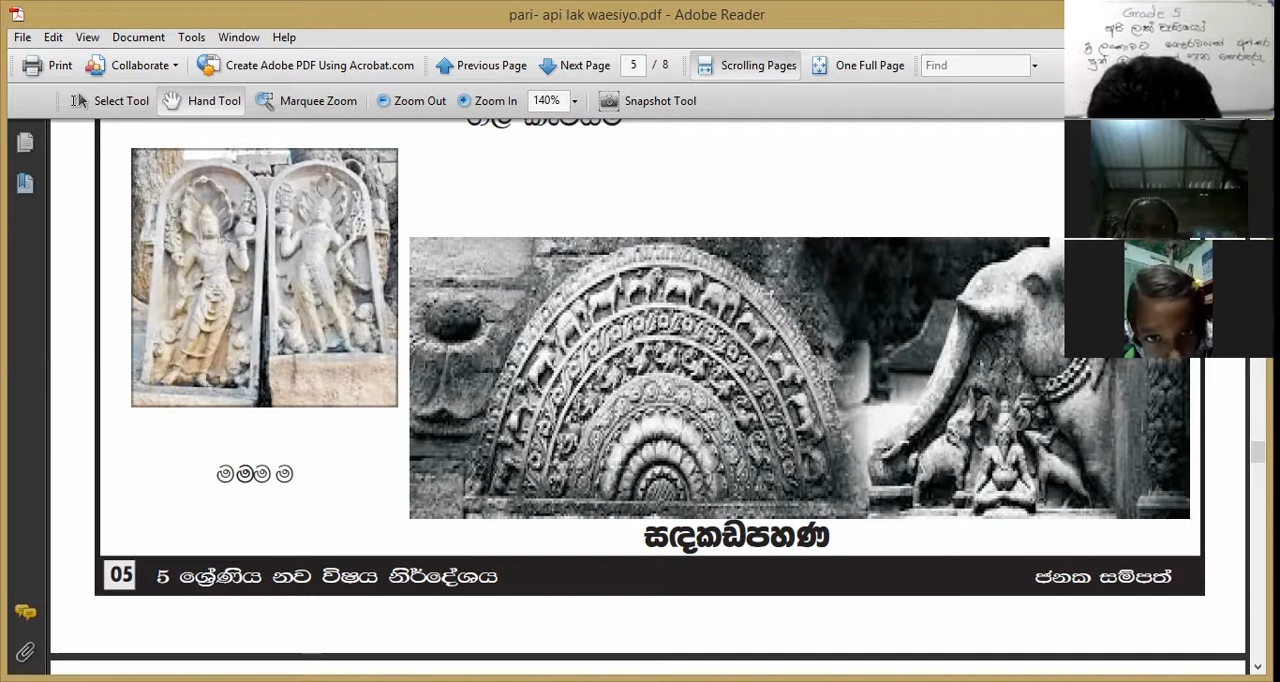 pari- api lak waesiyo.pdf - Adobe Reader
File Edit View Document Tools Window Help
Print Collaborate Create Adobe PDF Using Acrobat.com Previous Page Next Page 5 / 8 Scrolling Pages One Full Page Find
Select Tool Hand Tool Marquee Zoom Zoom Out Zoom In 140% Snapshot Tool
Grade 5
අපි ලක් වැසියෝ
මමම ම
සඳකඩපහණ
05 5 ශ්‍රේණිය නව විෂය නිර්දේශය ජනක සම්පත්